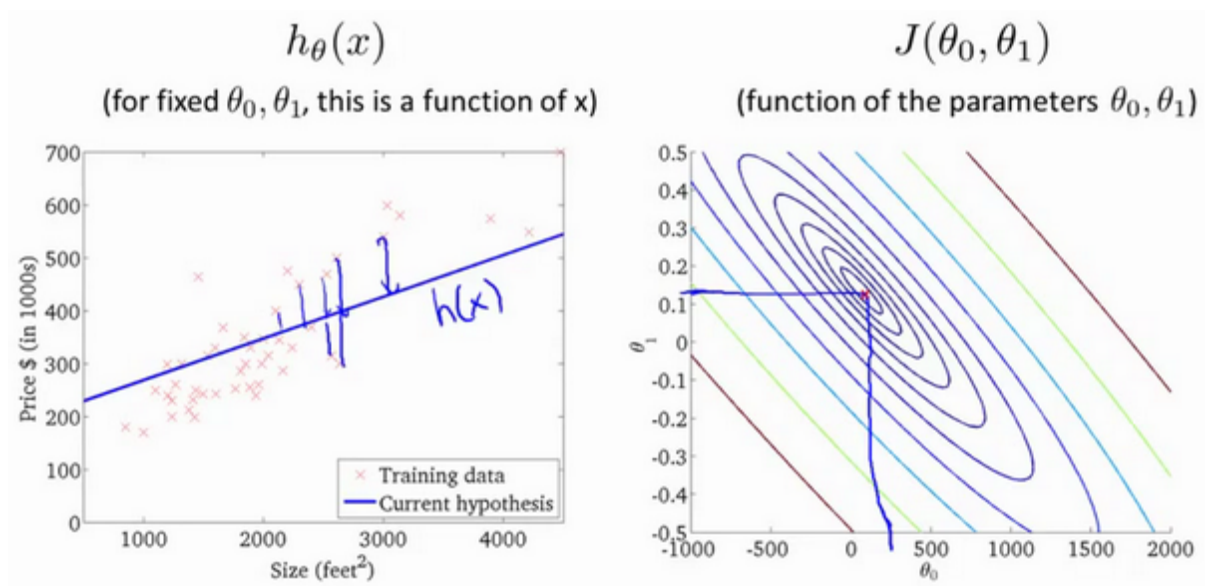 h_θ(x)
(for fixed θ₀, θ₁, this is a function of x)
700
600
500
400
300
200
100
0
Price $ (in 1000s)
1000
2000
3000
4000
Size (feet²)
h(x)
Training data
Current hypothesis
J(θ₀, θ₁)
(function of the parameters θ₀, θ₁)
0.5
0.4
0.3
0.2
0.1
0
-0.1
-0.2
-0.3
-0.4
-0.5
θ₁
-1000
-500
0
500
1000
1500
2000
θ₀